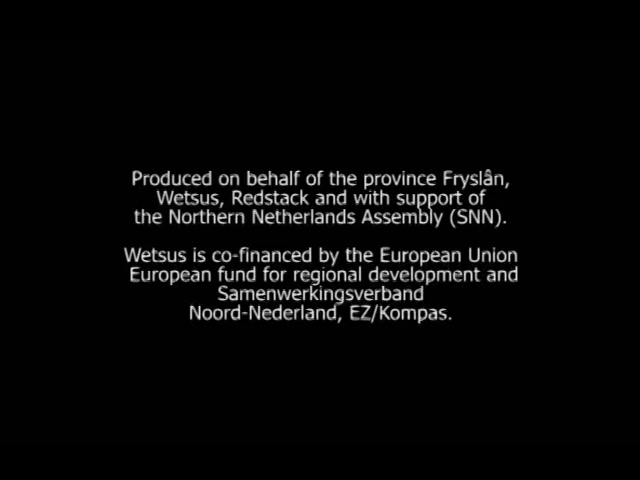 Produced on behalf of the province Fryslân,
Wetsus, Redstack and with support of
the Northern Netherlands Assembly (SNN).
Wetsus is co-financed by the European Union
European fund for regional development and
Samenwerkingsverband
Noord-Nederland, EZ/Kompas.